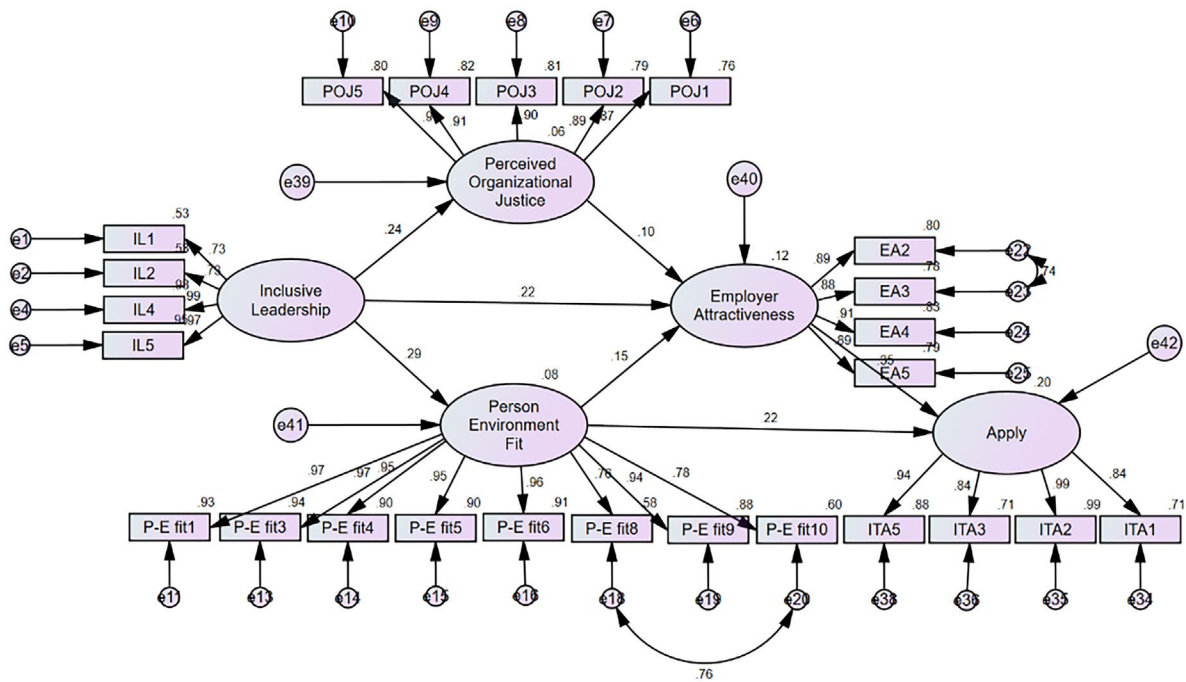 e10 e9 e8 e7 e6
.80 .82 .81 .79 .76
POJ5 POJ4 POJ3 POJ2 POJ1
.91 .90 .89 .87
.06
Perceived
Organizational
Justice
e39
e40
.24 .10
.53
e1 IL1 .73
e2 IL2 .73
e4 IL4 .99
e5 IL5 .97
Inclusive
Leadership
.22
.12
Employer
Attractiveness
.80
.89 EA2 e22
.78
.88 EA3 e23
.74
.83
.91 EA4 e24
.79
.89 EA5 e25
.35
e42
.29 .15
.08
.20
e41
Person
Environment
Fit
.22
Apply
.97 .97 .95 .95 .96 .76 .94 .78
.94 .84 .99 .84
.93 .94 .90 .90 .91 .58 .88 .60 .88 .71 .99 .71
P-E fit1 P-E fit3 P-E fit4 P-E fit5 P-E fit6 P-E fit8 P-E fit9 P-E fit10 ITA5 ITA3 ITA2 ITA1
e11 e13 e14 e15 e16 e18 e19 e20 e38 e36 e35 e34
.76